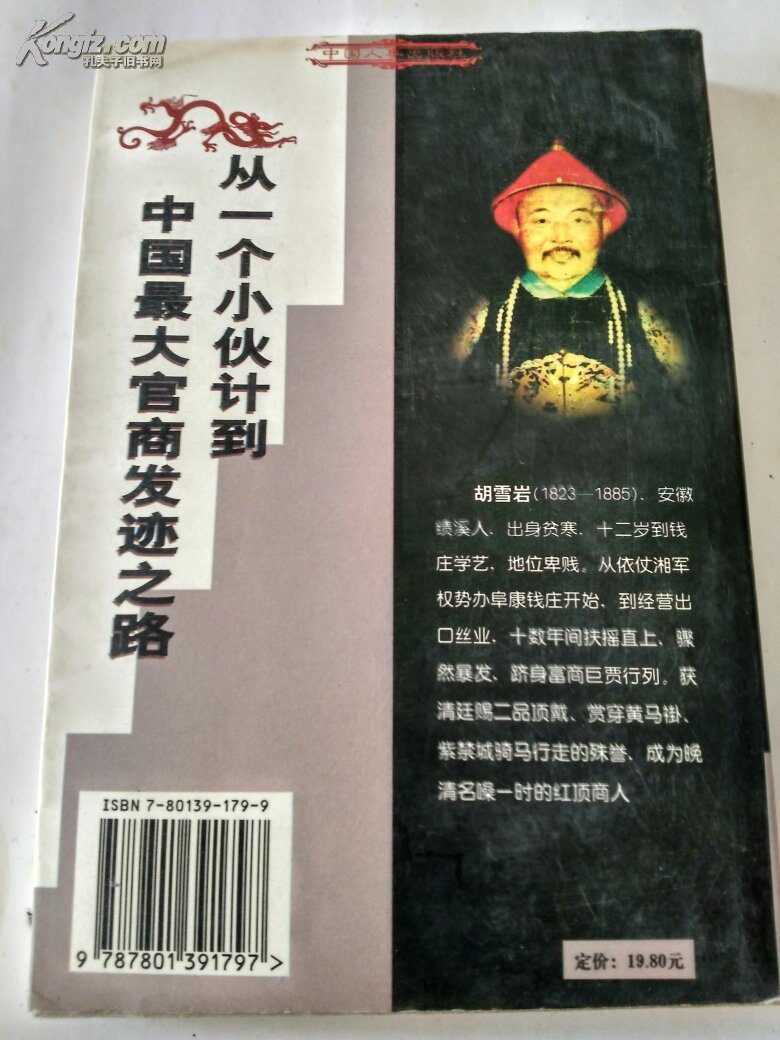 Kongfz.com
孔夫子旧书网
中国人事出版社
从一个小伙计到
中国最大官商发迹之路
胡雪岩(1823—1885)、安徽
绩溪人、出身贫寒、十二岁到钱
庄学艺、地位卑贱。从依仗湘军
权势办阜康钱庄开始、到经营出
口丝业、十数年间扶摇直上、骤
然暴发、跻身富商巨贾行列。获
清廷赐二品顶戴、赏穿黄马褂、
紫禁城骑马行走的殊誉、成为晚
清名噪一时的红顶商人
ISBN 7-80139-179-9
9 787801 391797 >
定价：19.80元